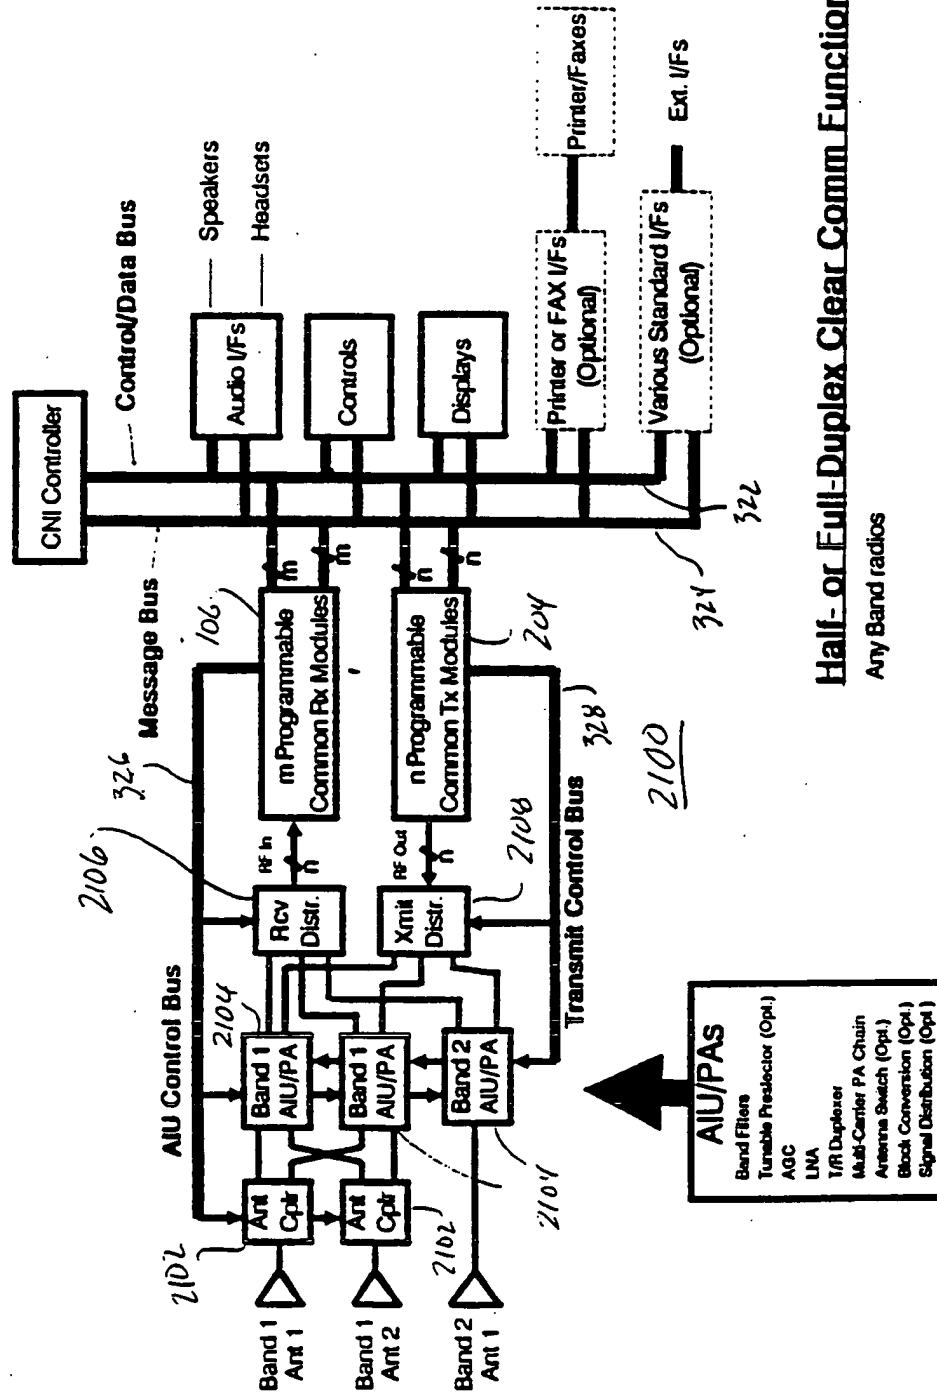 CNI Controller
Message Bus
Control/Data Bus
326
106
2106
AIU Control Bus
2104
2102
Band 1
Ant 1
Band 1
Ant 2
Band 2
Ant 1
Ant
Cplr
Ant
Cplr
2102
Band 1
AIU/PA
Band 1
AIU/PA
Band 2
AIU/PA
2104
Rcv
Distr.
Xmit
Distr.
2108
RF In
n
RF Out
n
m Programmable
Common Rx Modules
n Programmable
Common Tx Modules
204
m
m
n
n
Audio I/Fs
Speakers
Headsets
Controls
Displays
Printer or FAX I/Fs
(Optional)
Printer/Faxes
Various Standard I/Fs
(Optional)
Ext. I/Fs
322
324
328
Transmit Control Bus
2100
AIU/PAs
Band Filters
Tunable Preslector (Opt.)
AGC
LNA
T/R Duplexer
Multi-Carrier PA Chain
Antenna Switch (Opt.)
Block Conversion (Opt.)
Signal Distribution (Opt.)
Half- or Full-Duplex Clear Comm Function
Any Band radios